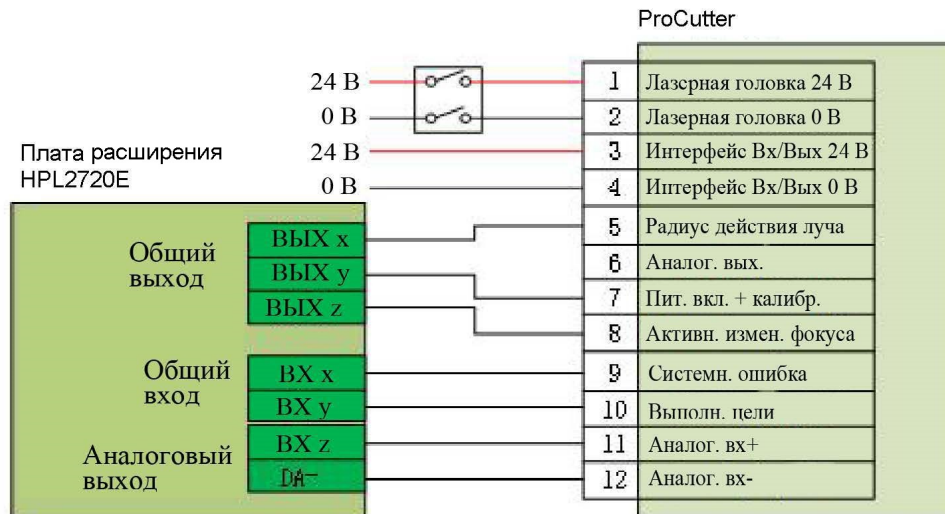 ProCutter
24 В
0 В
24 В
0 В
1 Лазерная головка 24 В
2 Лазерная головка 0 В
3 Интерфейс Вх/Вых 24 В
4 Иптерфейс Вх/Вых 0 В
5 Радиус действия луча
6 Аналог. вых.
7 Пит. вкл. + калибр.
8 Активн. измен. фокуса
9 Системн. ошибка
10 Выполн. цели
11 Аналог. вх+
12 Аналог. вх-
Плата расширения
HPL2720E
Общий
выход
ВЫХ x
ВЫХ y
ВЫХ z
Общий
вход
ВХ x
ВХ y
Аналоговый
выход
ВХ z
DA-